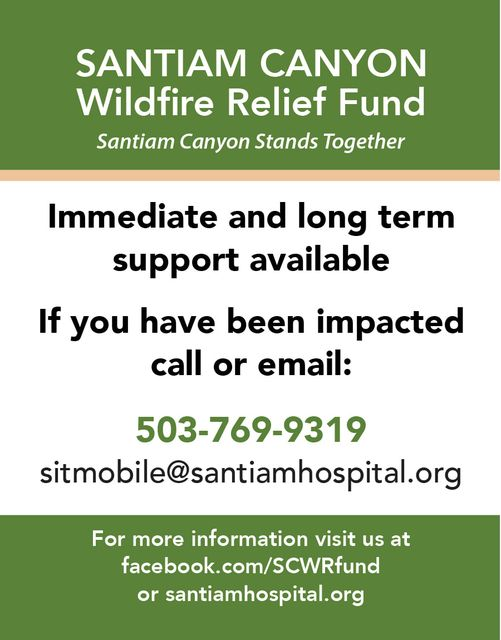 SANTIAM CANYON
Wildfire Relief Fund
Santiam Canyon Stands Together
Immediate and long term
support available
If you have been impacted
call or email:
503-769-9319
sitmobile@santiamhospital.org
For more information visit us at
facebook.com/SCWRfund
or santiamhospital.org